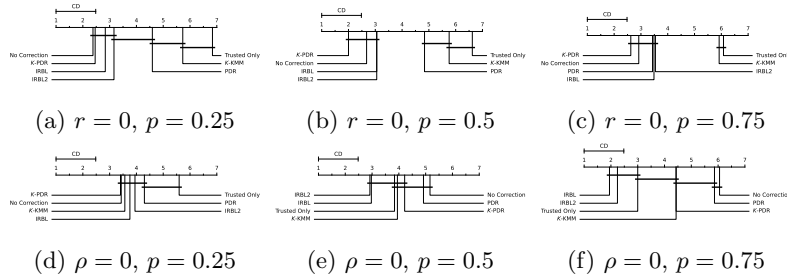 CD
1 2 3 4 5 6 7
No Correction
K-PDR
IRBL
IRBL2
Trusted Only
K-KMM
PDR
(a) r = 0, p = 0.25
CD
1 2 3 4 5 6 7
K-PDR
No Correction
IRBL
IRBL2
Trusted Only
K-KMM
PDR
(b) r = 0, p = 0.5
CD
1 2 3 4 5 6 7
K-PDR
No Correction
PDR
IRBL
Trusted Only
K-KMM
IRBL2
(c) r = 0, p = 0.75
CD
1 2 3 4 5 6 7
K-PDR
No Correction
K-KMM
IRBL
Trusted Only
PDR
IRBL2
(d) ρ = 0, p = 0.25
CD
1 2 3 4 5 6 7
IRBL2
IRBL
Trusted Only
K-KMM
No Correction
PDR
K-PDR
(e) ρ = 0, p = 0.5
CD
1 2 3 4 5 6 7
IRBL
IRBL2
Trusted Only
K-KMM
No Correction
PDR
K-PDR
(f) ρ = 0, p = 0.75